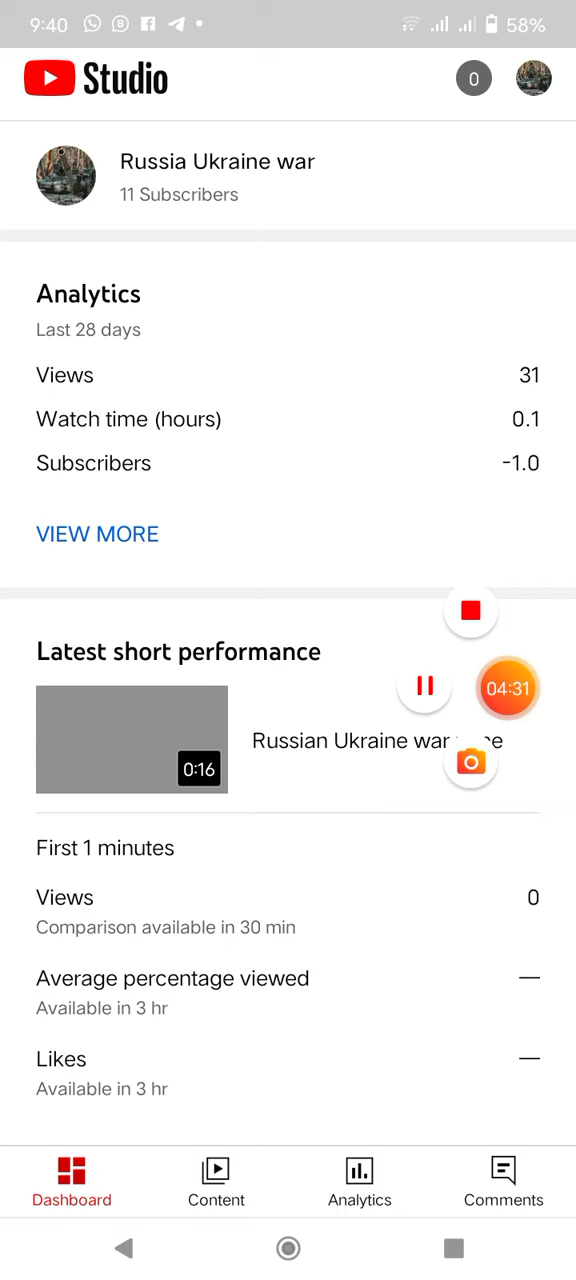 9:40 58%
Studio
0
Russia Ukraine war
11 Subscribers
Analytics
Last 28 days
Views 31
Watch time (hours) 0.1
Subscribers -1.0
VIEW MORE
Latest short performance
04:31
Russian Ukraine war
0:16
First 1 minutes
Views 0
Comparison available in 30 min
Average percentage viewed —
Available in 3 hr
Likes —
Available in 3 hr
Dashboard Content Analytics Comments